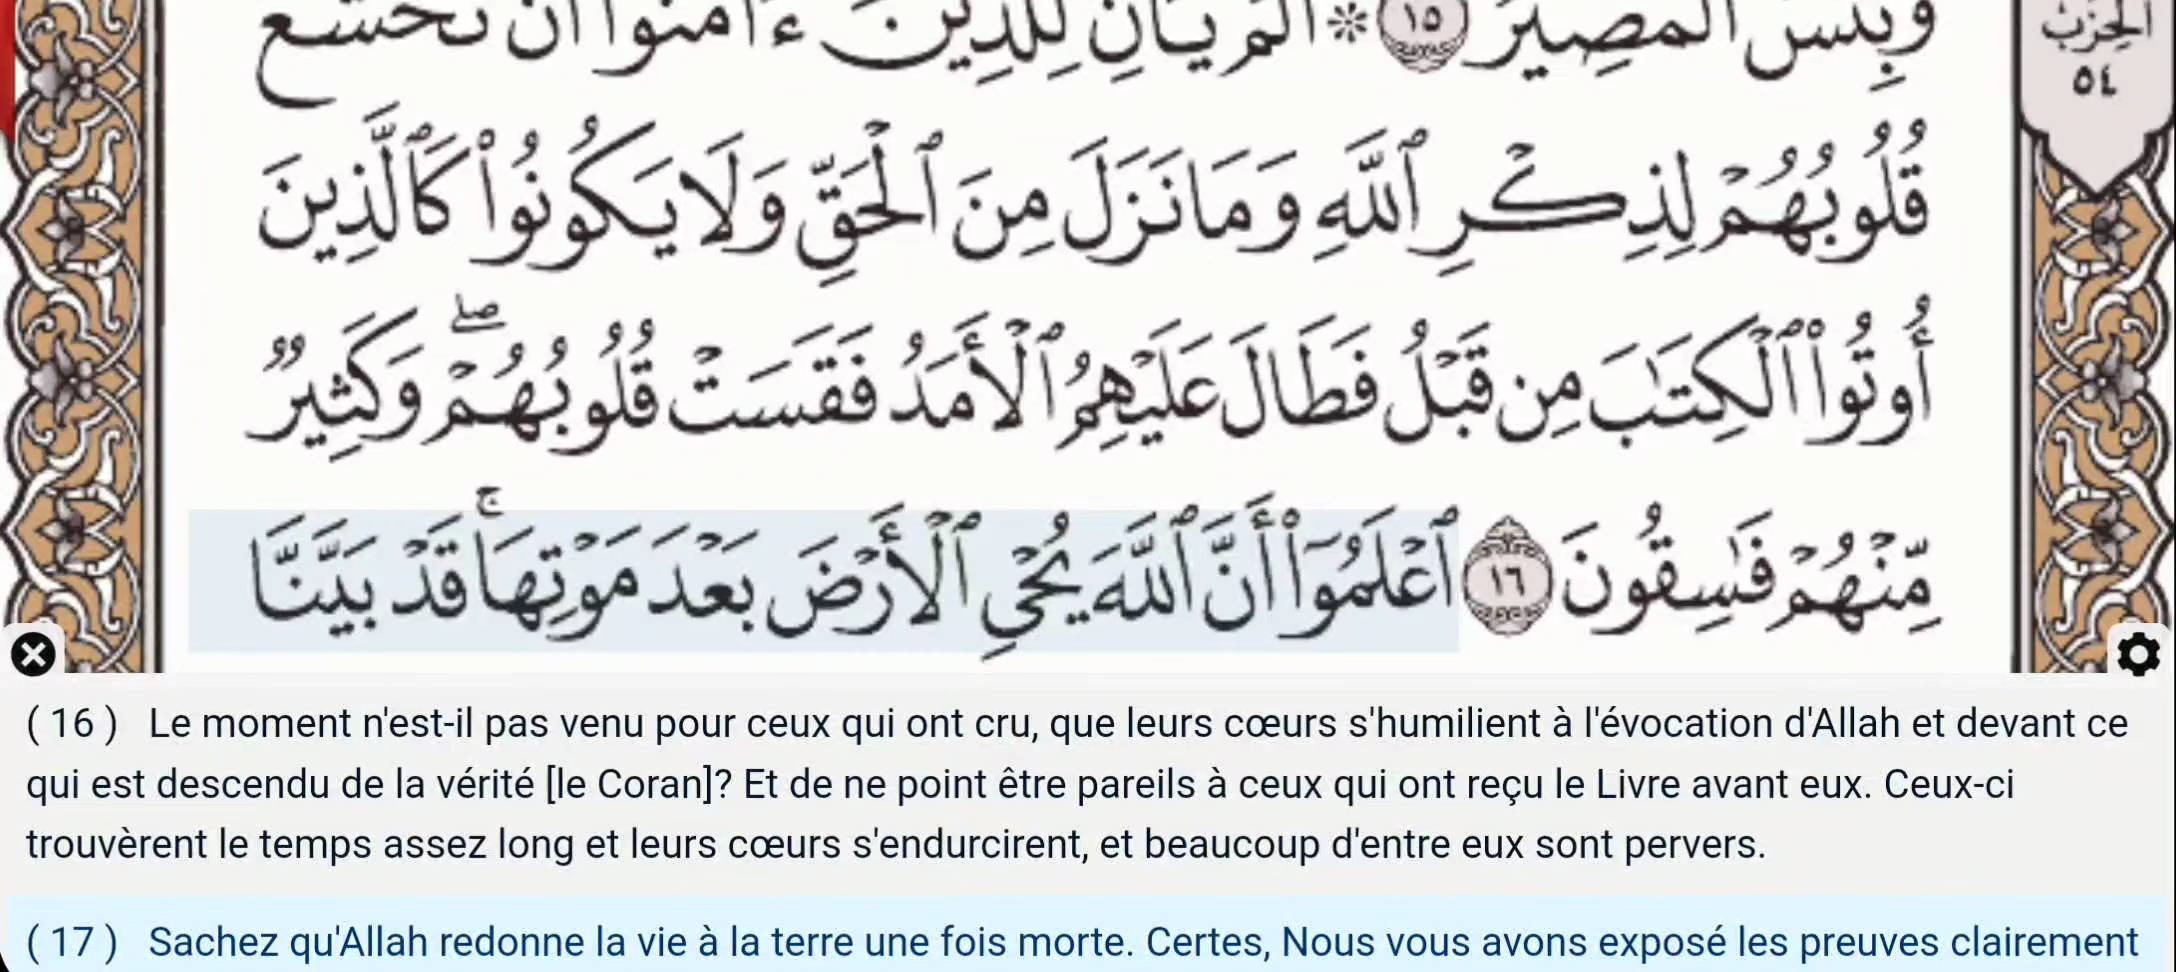 وَبِئْسَ ٱلْمَصِيرُ ١٥ * أَلَمْ يَأْنِ لِلَّذِينَ ءَامَنُوٓا۟ أَن تَخْشَعَ
ٱلْحِزْبُ
٥٤
قُلُوبُهُمْ لِذِكْرِ ٱللَّهِ وَمَا نَزَلَ مِنَ ٱلْحَقِّ وَلَا يَكُونُوا۟ كَٱلَّذِينَ
أُوتُوا۟ ٱلْكِتَـٰبَ مِن قَبْلُ فَطَالَ عَلَيْهِمُ ٱلْأَمَدُ فَقَسَتْ قُلُوبُهُمْ ۖ وَكَثِيرٌ
مِّنْهُمْ فَـٰسِقُونَ ١٦ ٱعْلَمُوٓا۟ أَنَّ ٱللَّهَ يُحْىِ ٱلْأَرْضَ بَعْدَ مَوْتِهَا ۚ قَدْ بَيَّنَّا
( 16 ) Le moment n'est-il pas venu pour ceux qui ont cru, que leurs cœurs s'humilient à l'évocation d'Allah et devant ce
qui est descendu de la vérité [le Coran]? Et de ne point être pareils à ceux qui ont reçu le Livre avant eux. Ceux-ci
trouvèrent le temps assez long et leurs cœurs s'endurcirent, et beaucoup d'entre eux sont pervers.
( 17 ) Sachez qu'Allah redonne la vie à la terre une fois morte. Certes, Nous vous avons exposé les preuves clairement